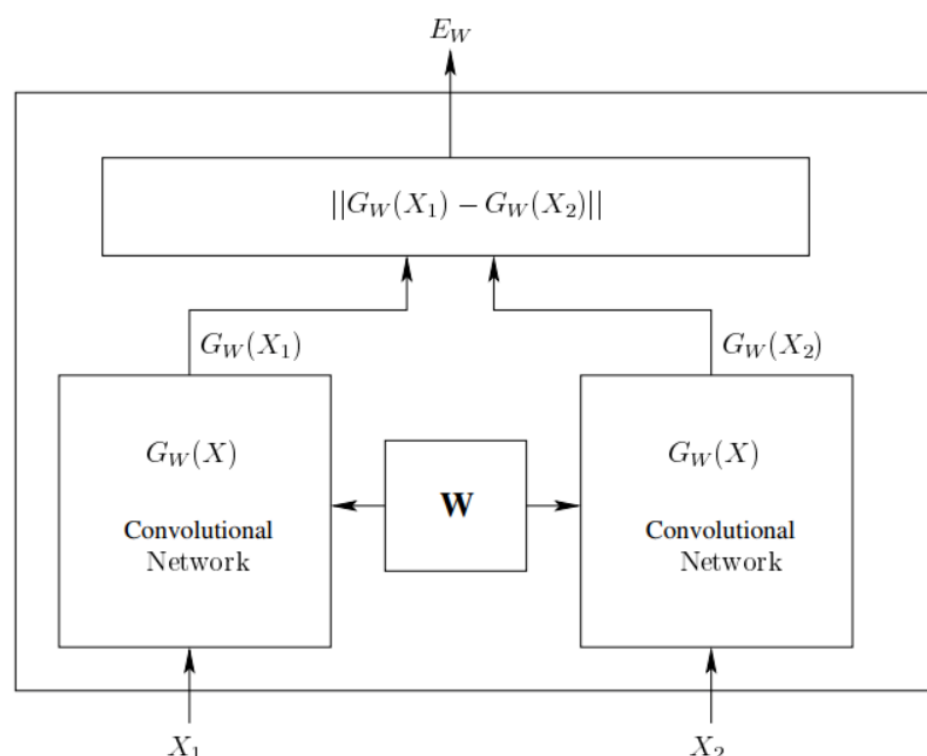 E_W
||G_W(X_1) − G_W(X_2)||
G_W(X_1)
G_W(X_2)
G_W(X)
Convolutional
Network
W
G_W(X)
Convolutional
Network
X_1
X_2